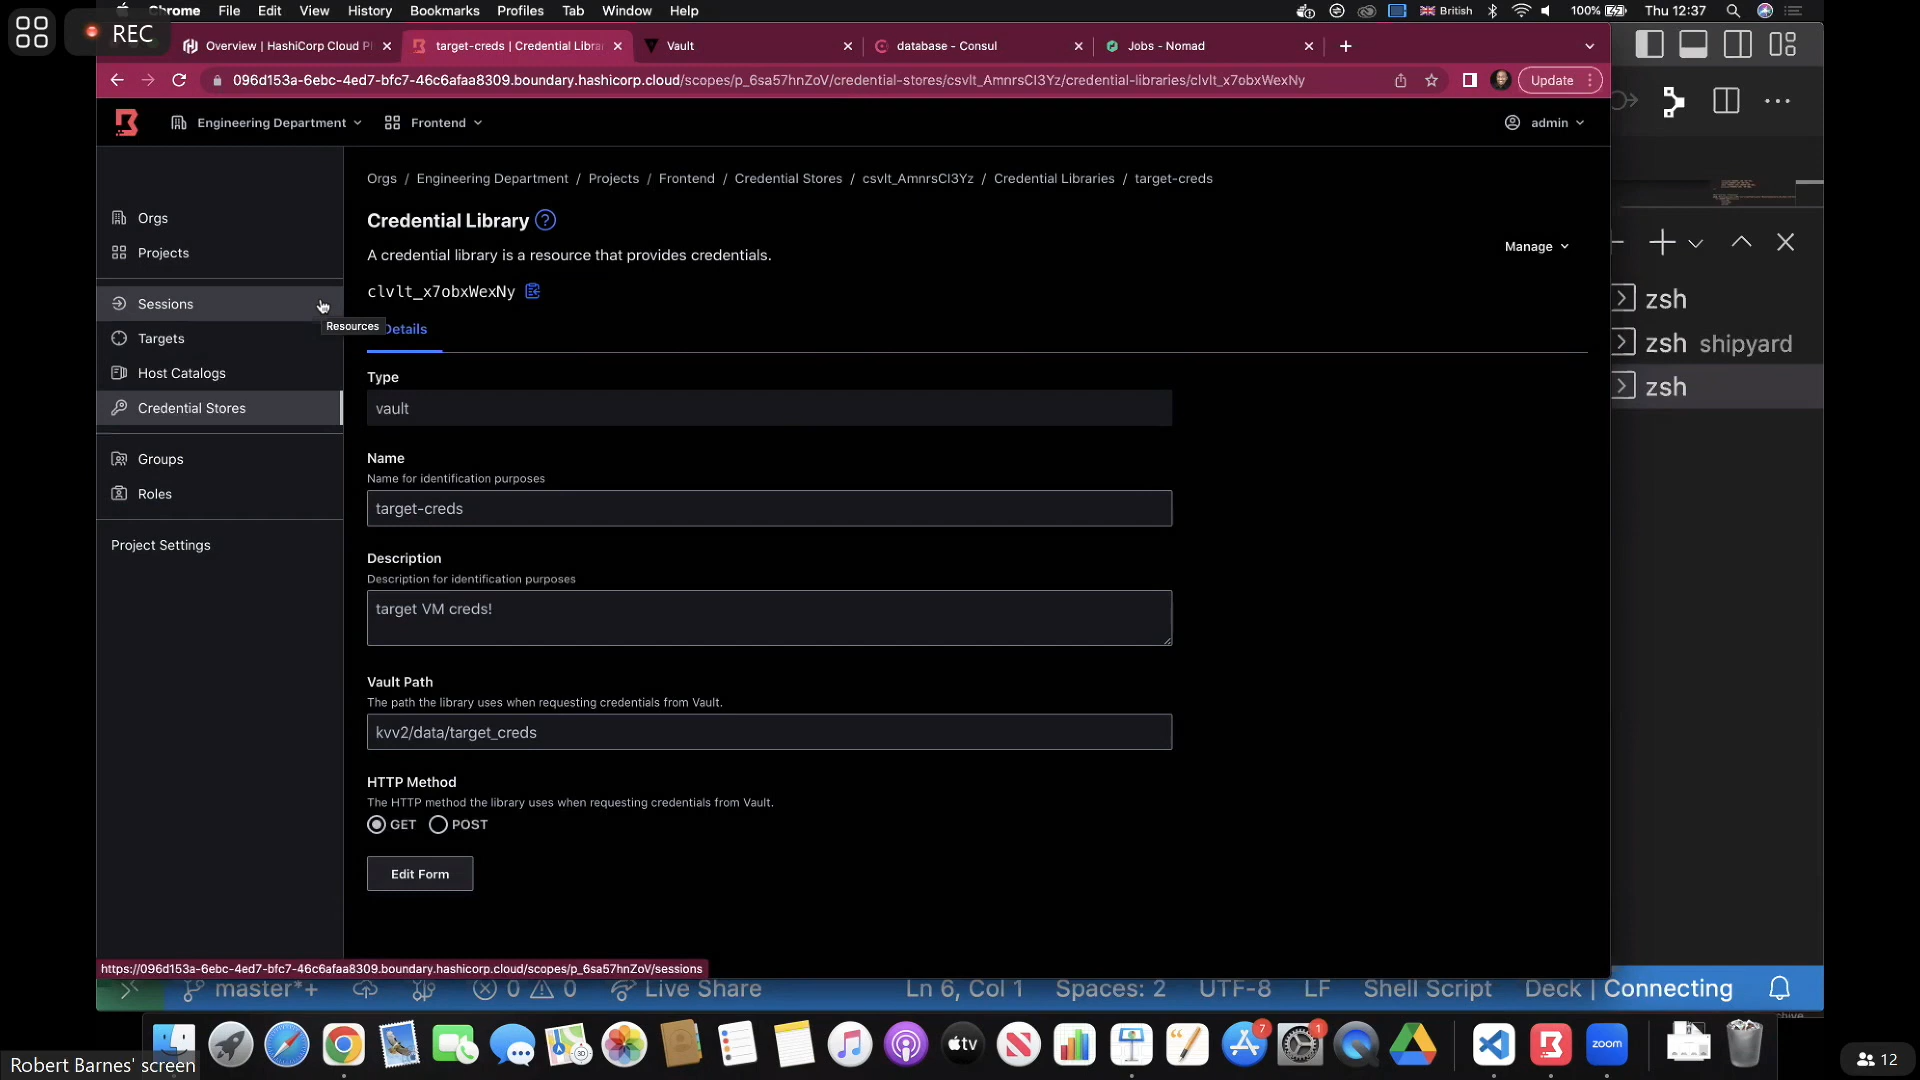 Chrome File Edit View History Bookmarks Profiles Tab Window Help
British 100% Thu 12:37
REC
Overview | HashiCorp Cloud Pl
target-creds | Credential Libra
Vault
database - Consul
Jobs - Nomad
096d153a-6ebc-4ed7-bfc7-46c6afaa8309.boundary.hashicorp.cloud/scopes/p_6sa57hnZoV/credential-stores/csvlt_AmnrsCl3Yz/credential-libraries/clvlt_x7obxWexNy
Update
Engineering Department
Frontend
admin
Orgs
Projects
Sessions
Targets
Host Catalogs
Credential Stores
Groups
Roles
Project Settings
Orgs / Engineering Department / Projects / Frontend / Credential Stores / csvlt_AmnrsCl3Yz / Credential Libraries / target-creds
Credential Library
A credential library is a resource that provides credentials.
Manage
clvlt_x7obxWexNy
Resources
Details
Type
vault
Name
Name for identification purposes
target-creds
Description
Description for identification purposes
target VM creds!
Vault Path
The path the library uses when requesting credentials from Vault.
kvv2/data/target_creds
HTTP Method
The HTTP method the library uses when requesting credentials from Vault.
GET POST
Edit Form
zsh
zsh shipyard
zsh
https://096d153a-6ebc-4ed7-bfc7-46c6afaa8309.boundary.hashicorp.cloud/scopes/p_6sa57hnZoV/sessions
master*+ 0 0 Live Share Ln 6, Col 1 Spaces: 2 UTF-8 LF Shell Script Deck | Connecting
tv
7
1
zoom
Robert Barnes' screen
12